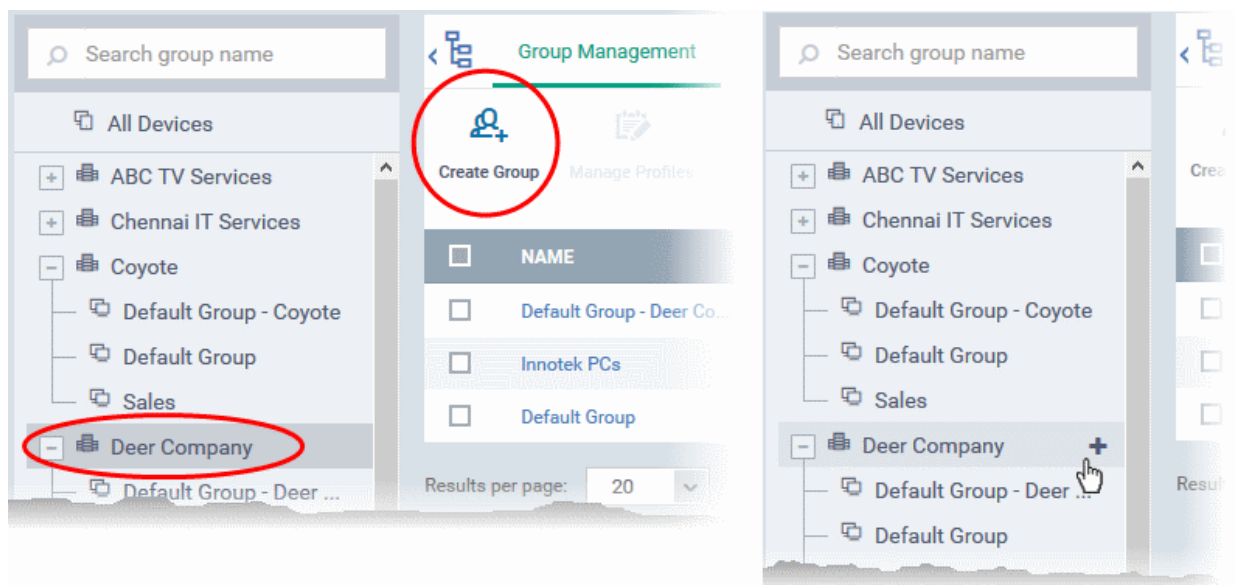 Search group name
All Devices
ABC TV Services
Chennai IT Services
Coyote
Default Group - Coyote
Default Group
Sales
Deer Company
Default Group - Deer ...
Group Management
Create Group
Manage Profiles
NAME
Default Group - Deer Co...
Innotek PCs
Default Group
Results per page:
20
Search group name
All Devices
ABC TV Services
Chennai IT Services
Coyote
Default Group - Coyote
Default Group
Sales
Deer Company
Default Group - Deer ...
Default Group